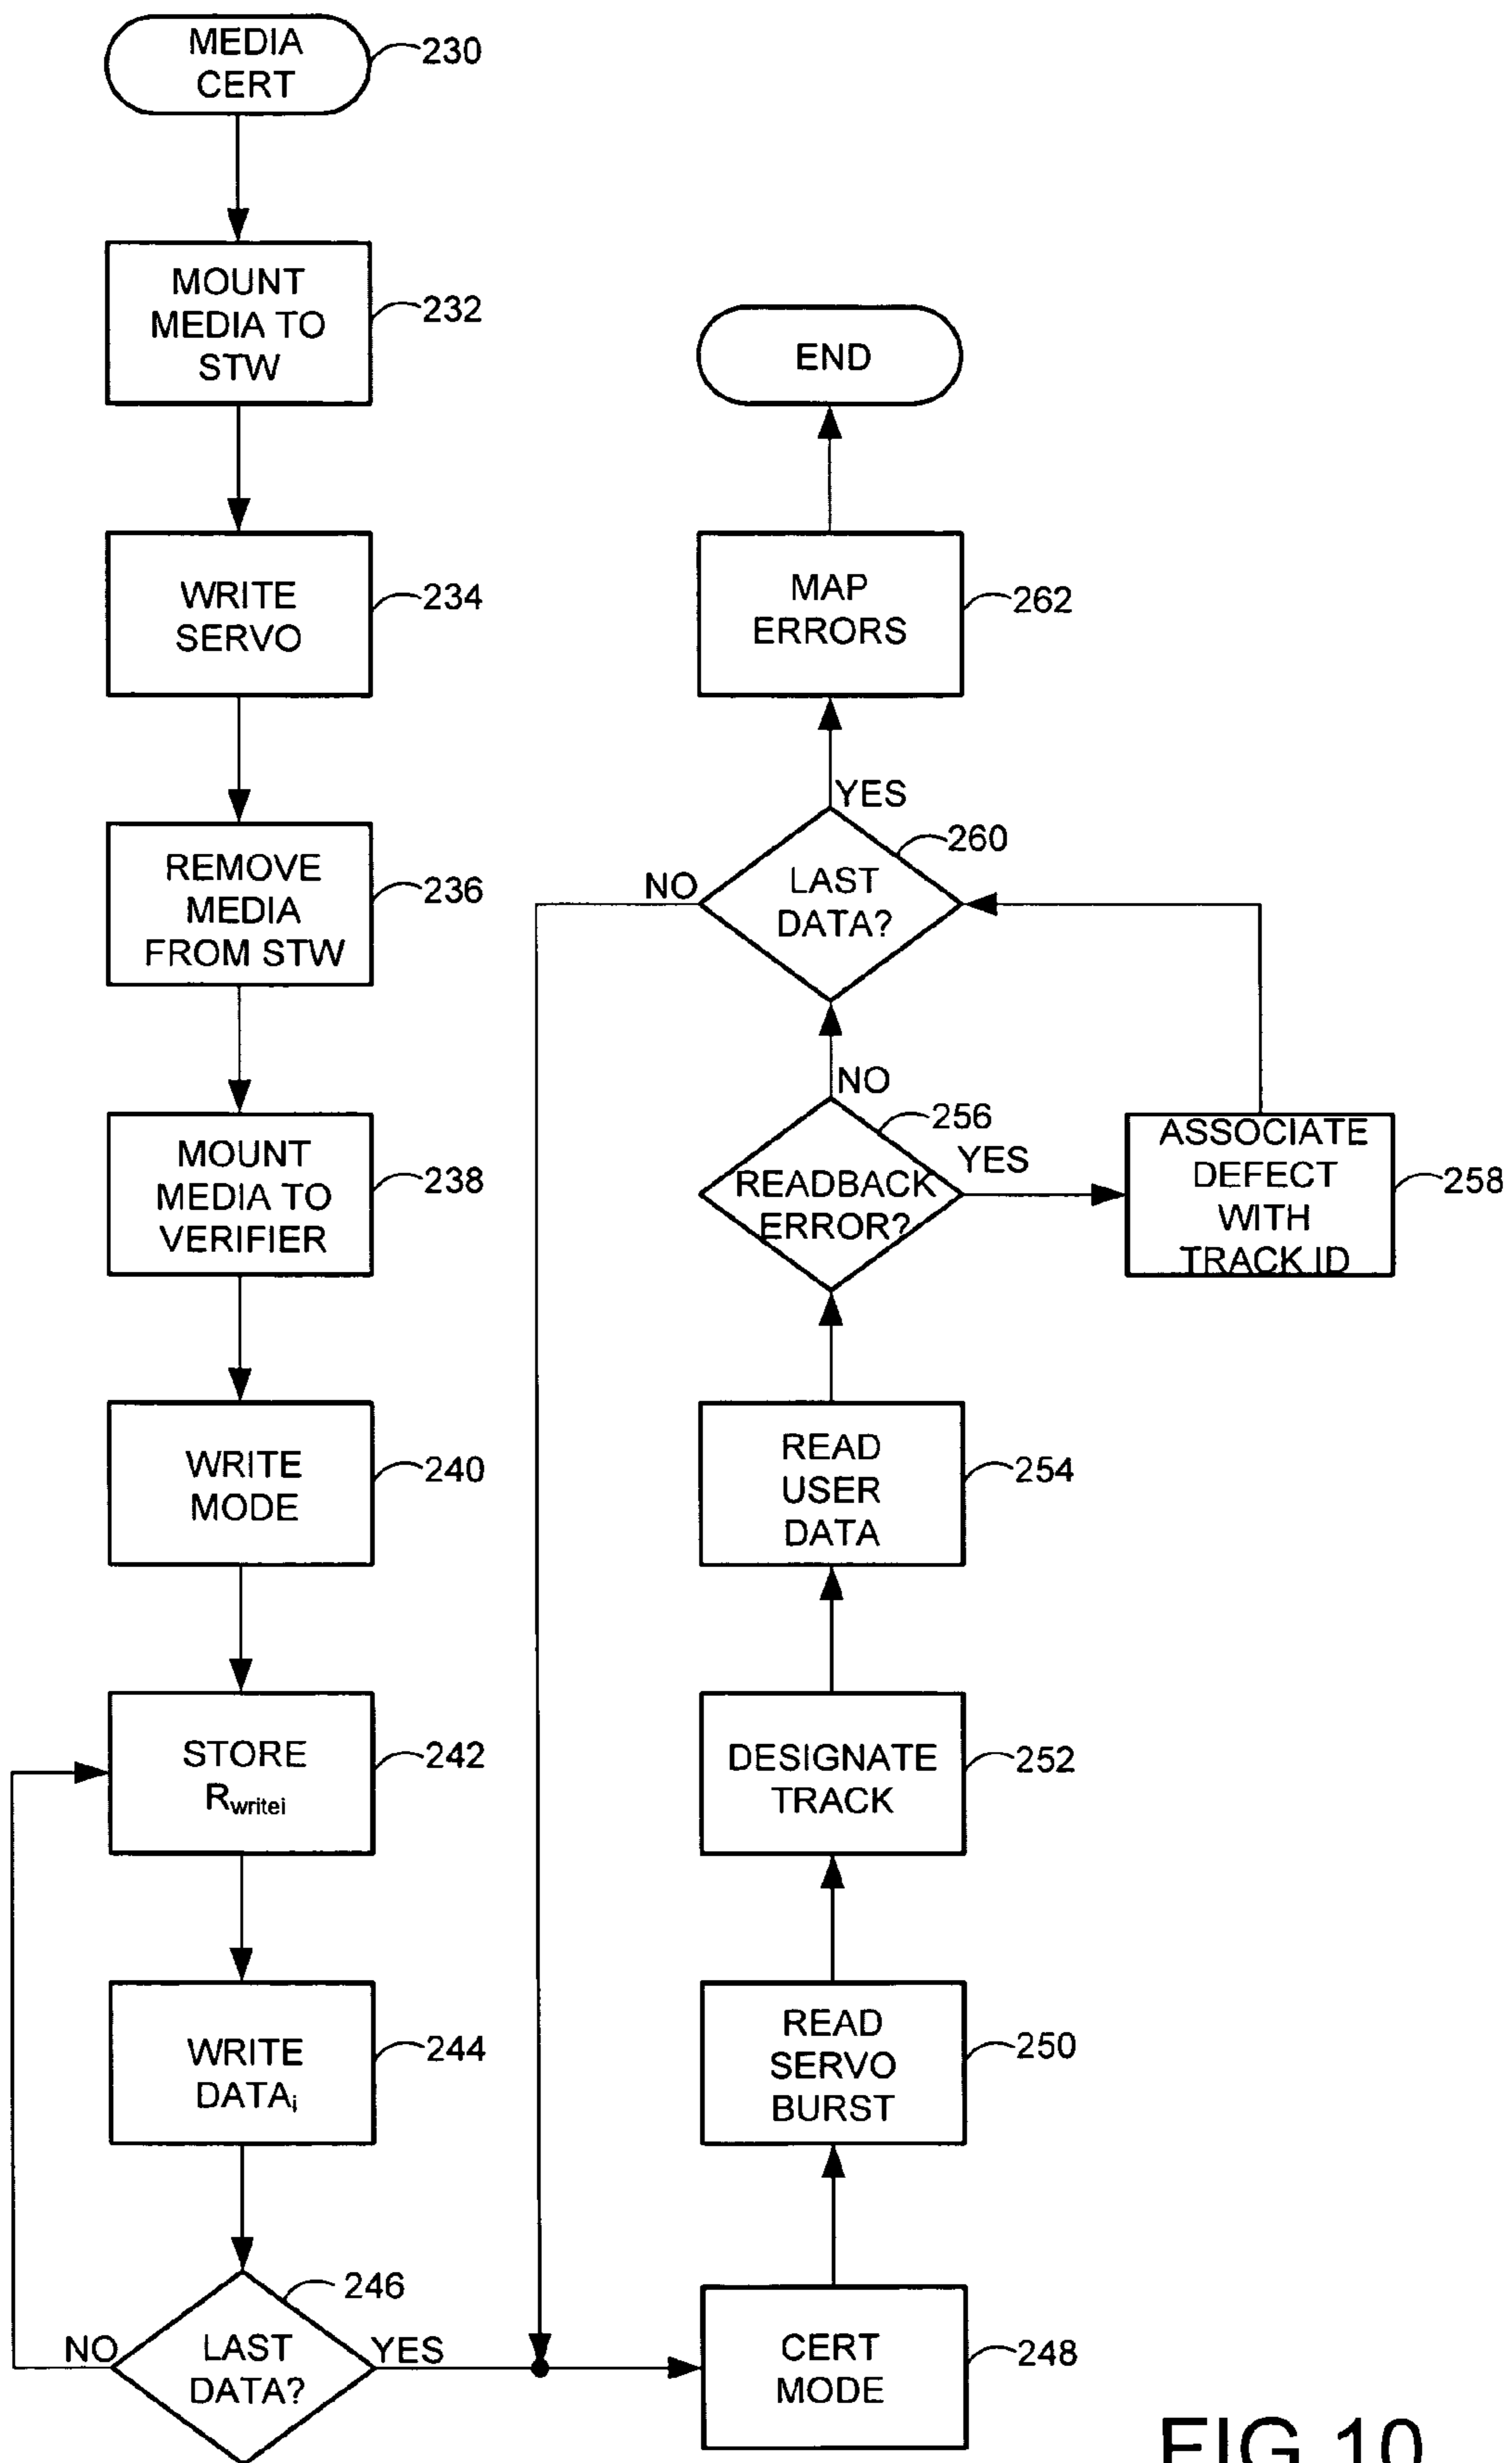 MEDIA
CERT
230
MOUNT
MEDIA TO
STW
232
WRITE
SERVO
234
REMOVE
MEDIA
FROM STW
236
MOUNT
MEDIA TO
VERIFIER
238
WRITE
MODE
240
STORE
Rwritei
242
WRITE
DATAi
244
LAST
DATA?
246
NO
YES
CERT
MODE
248
READ
SERVO
BURST
250
DESIGNATE
TRACK
252
READ
USER
DATA
254
READBACK
ERROR?
256
YES
NO
ASSOCIATE
DEFECT
WITH
TRACK ID
258
LAST
DATA?
260
NO
YES
MAP
ERRORS
262
END
FIG.10